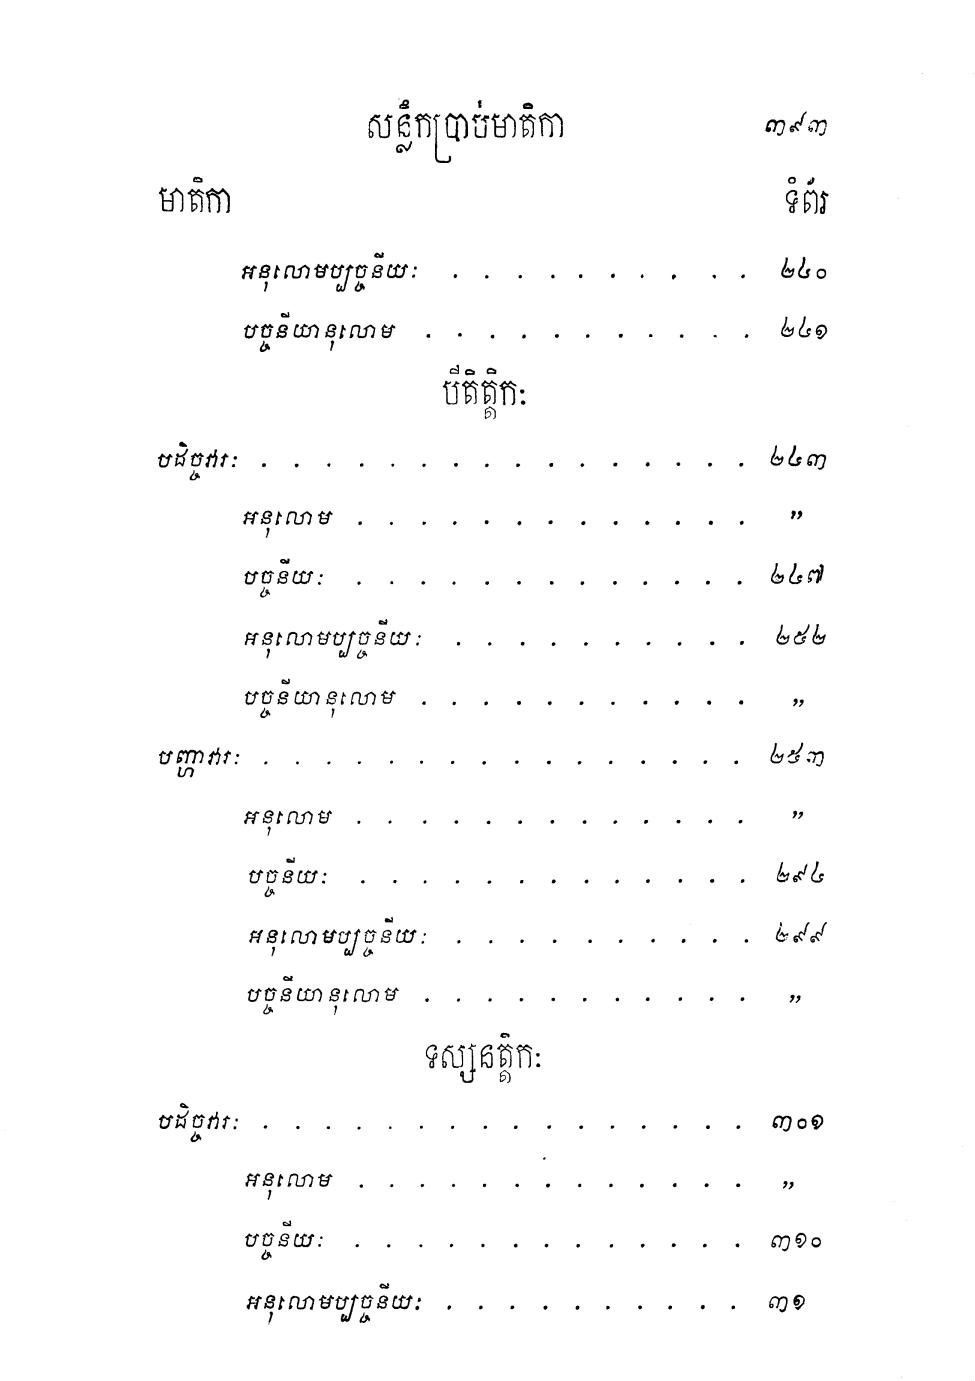 សន្លឹកប្រាប់មាតិកា ៣៩៣
មាតិកា ទំព័រ
អនុលោមប្បច្ចនីយៈ . . . . . . . . . . ២៤០
បច្ចនីយានុលោម . . . . . . . . . . . ២៤១
បីតិត្តិកៈ
បដិច្ចវារៈ . . . . . . . . . . . . . . . . ២៤៣
អនុលោម . . . . . . . . . . . . . ”
បច្ចនីយៈ . . . . . . . . . . . . . ២៤៧
អនុលោមប្បច្ចនីយៈ . . . . . . . . . . ២៥២
បច្ចនីយានុលោម . . . . . . . . . . . ”
បញ្ហាវារៈ . . . . . . . . . . . . . . . . ២៥៣
អនុលោម . . . . . . . . . . . . . ”
បច្ចនីយៈ . . . . . . . . . . . . . ២៩៤
អនុលោមប្បច្ចនីយៈ . . . . . . . . . . ២៩៩
បច្ចនីយានុលោម . . . . . . . . . . . ”
ទស្សនត្តិកៈ
បដិច្ចវារៈ . . . . . . . . . . . . . . . . ៣០១
អនុលោម . . . . . . . . . . . . . ”
បច្ចនីយៈ . . . . . . . . . . . . . ៣១០
អនុលោមប្បច្ចនីយៈ . . . . . . . . . . ៣១